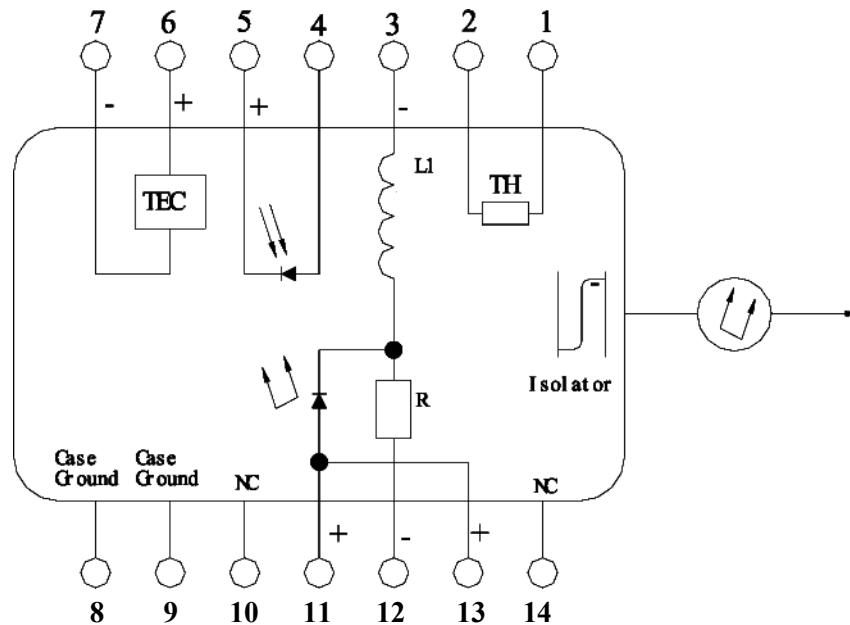 7 6 5 4 3 2 1
- + + -
L1
TEC
TH
Isolator
R
Case Ground
Case Ground
NC
NC
+ - +
8 9 10 11 12 13 14